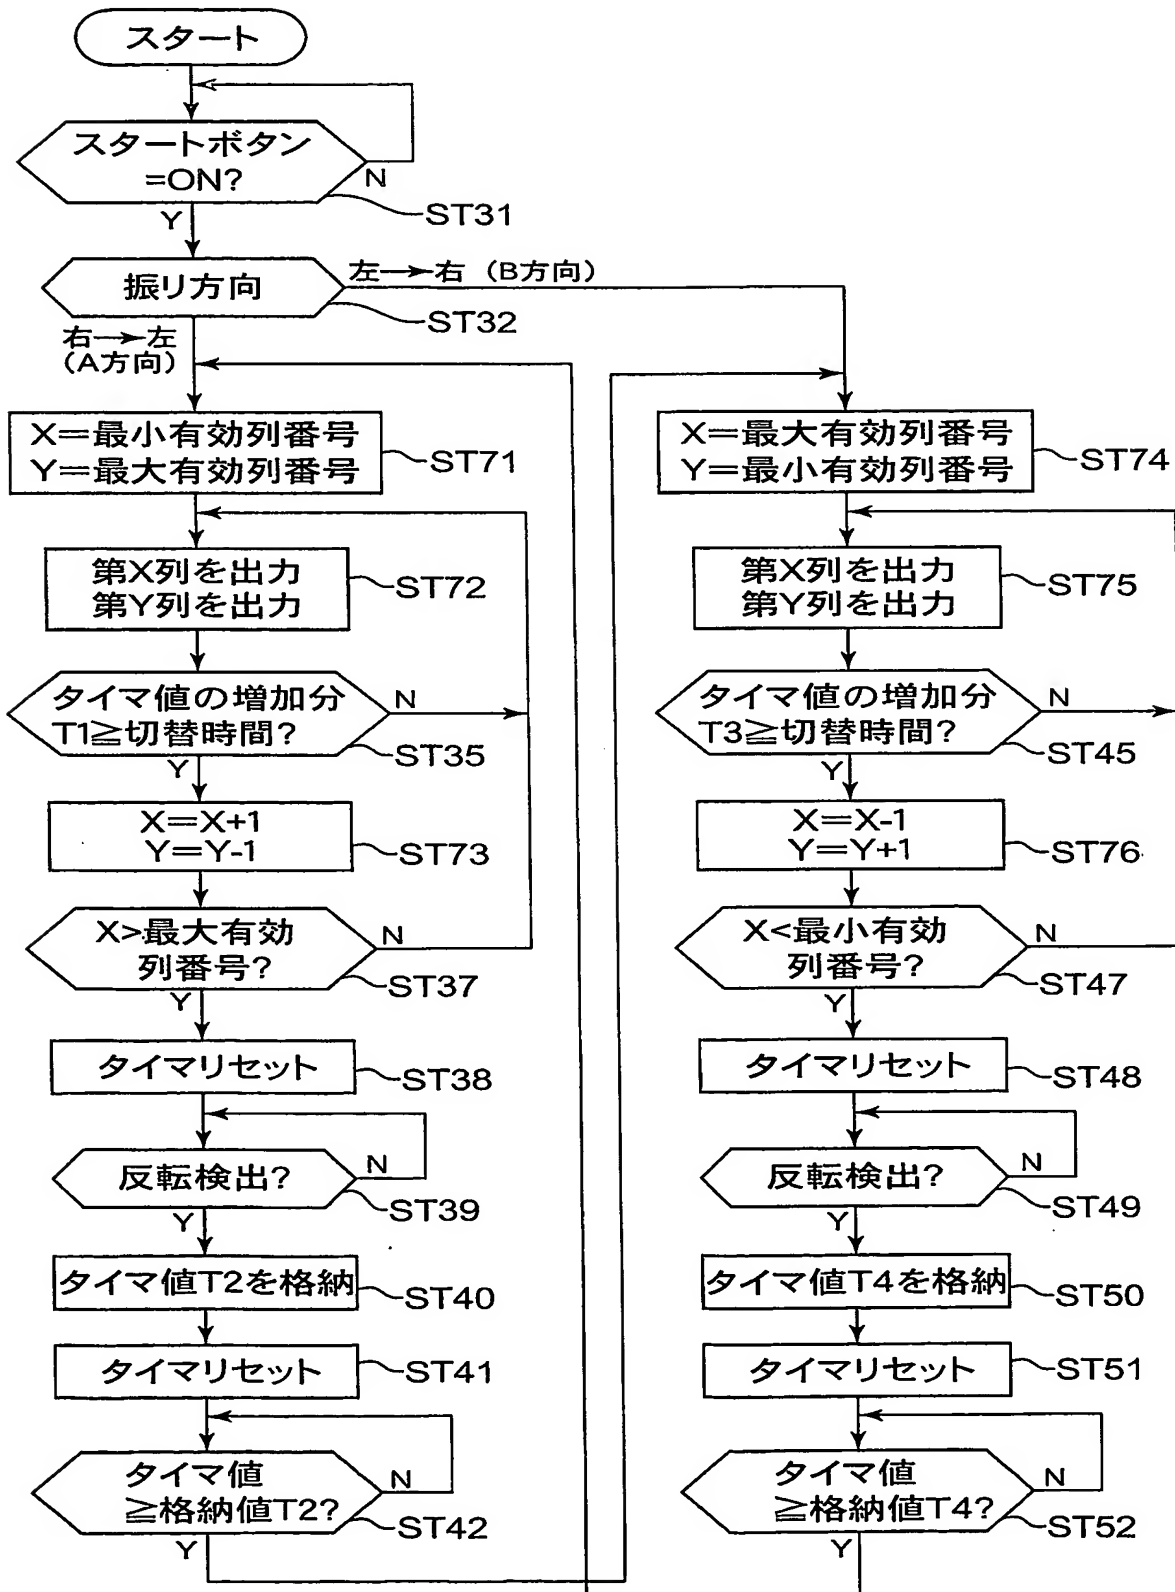 スタート
スタートボタン
=ON?
N
Y
ST31
振り方向
左→右 (B方向)
ST32
右→左
(A方向)
X=最小有効列番号
Y=最大有効列番号
ST71
第X列を出力
第Y列を出力
ST72
タイマ値の増加分
T1≧切替時間?
N
ST35
Y
X=X+1
Y=Y-1
ST73
X>最大有効
列番号?
N
ST37
Y
タイマリセット
ST38
反転検出?
N
ST39
Y
タイマ値T2を格納
ST40
タイマリセット
ST41
タイマ値
≧格納値T2?
N
ST42
Y
X=最大有効列番号
Y=最小有効列番号
ST74
第X列を出力
第Y列を出力
ST75
タイマ値の増加分
T3≧切替時間?
N
ST45
Y
X=X-1
Y=Y+1
ST76
X<最小有効
列番号?
N
ST47
Y
タイマリセット
ST48
反転検出?
N
ST49
Y
タイマ値T4を格納
ST50
タイマリセット
ST51
タイマ値
≧格納値T4?
N
ST52
Y